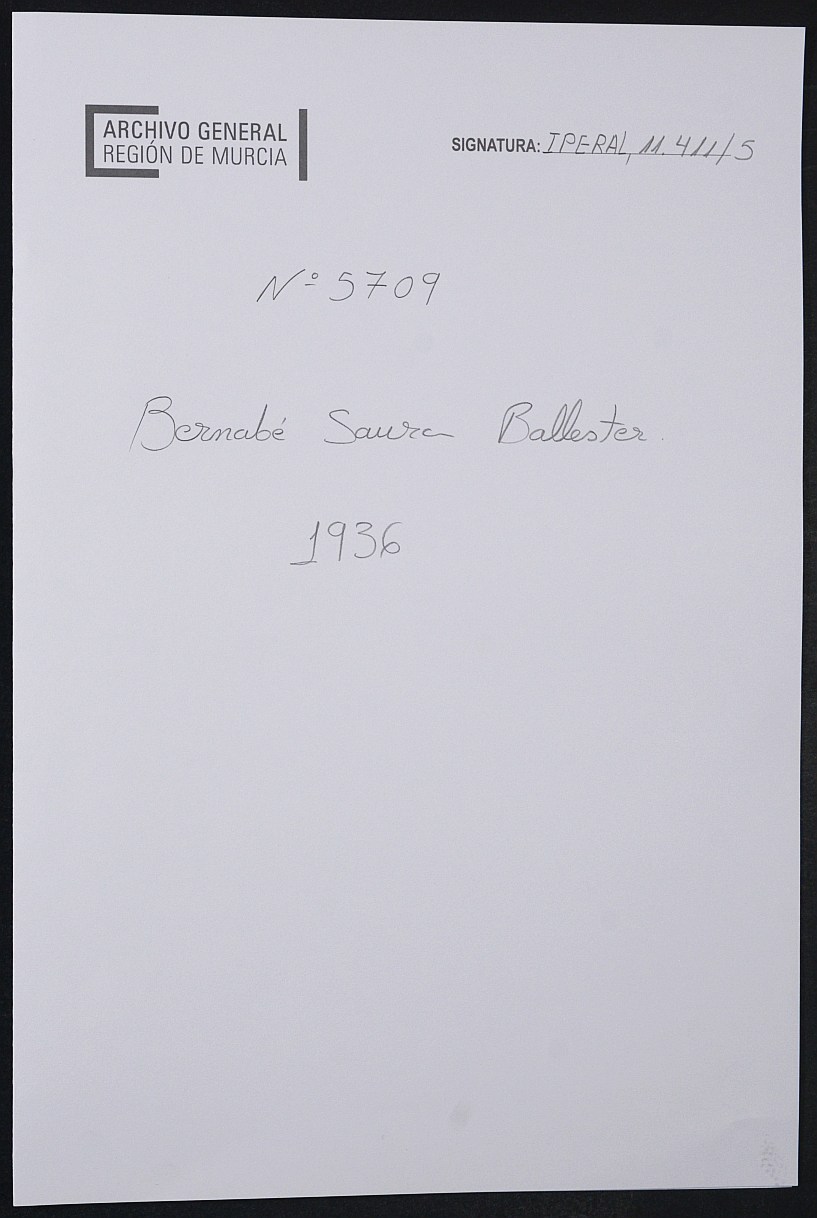 ARCHIVO GENERAL
REGIÓN DE MURCIA
SIGNATURA: IPERAL, 11.411/5
Nº 5709
Bernabé Saura Ballester.
1936